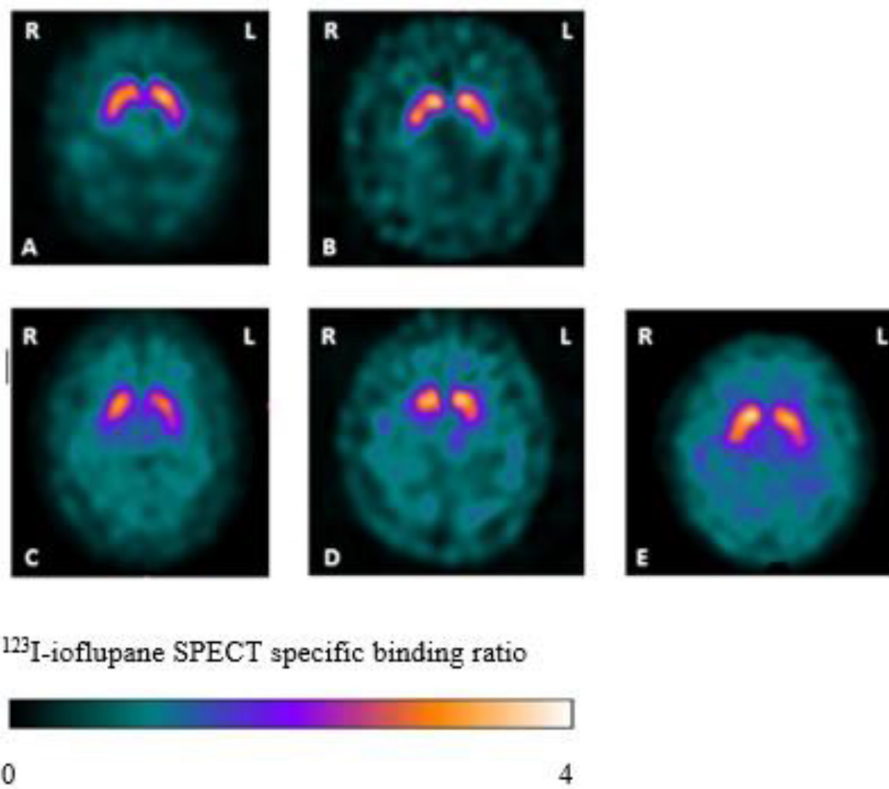 R L
R L
A
B
R L
R L
R L
C
D
E
¹²³I-ioflupane SPECT specific binding ratio
0 4